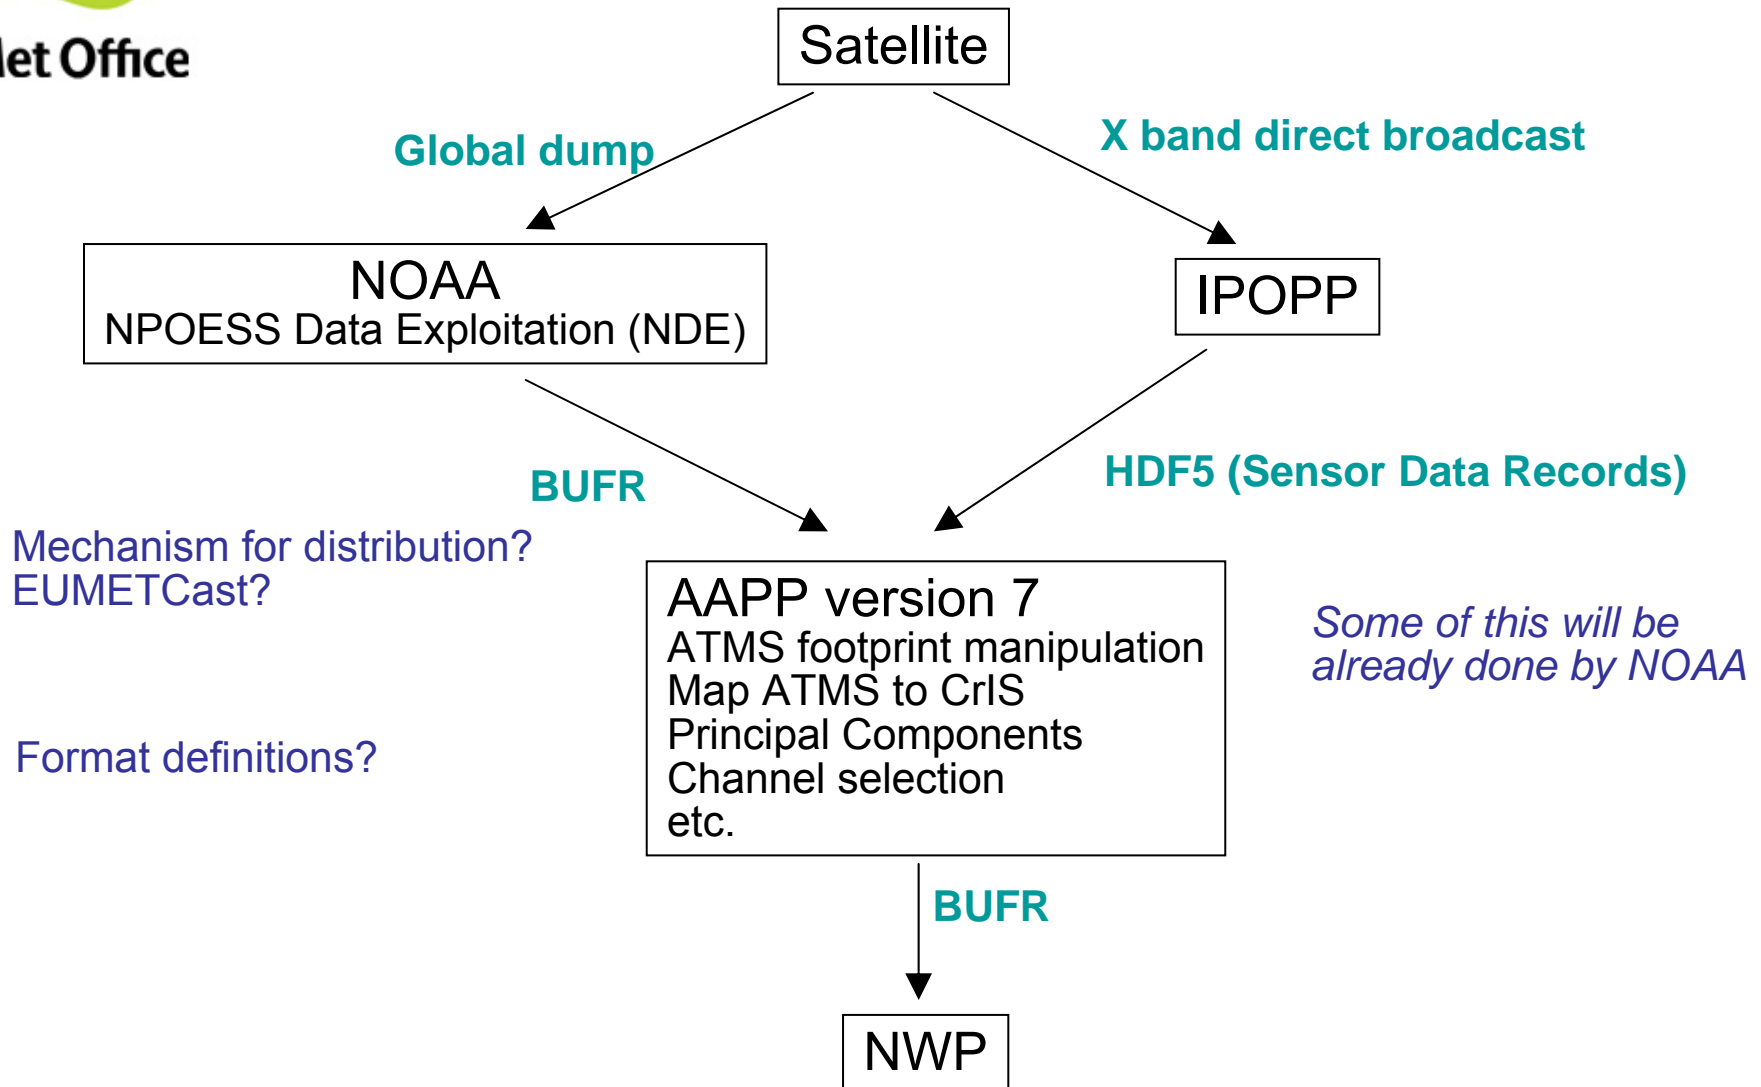 Met Office
Satellite
Global dump
X band direct broadcast
NOAA
NPOESS Data Exploitation (NDE)
IPOPP
BUFR
HDF5 (Sensor Data Records)
Mechanism for distribution?
EUMETCast?
AAPP version 7
ATMS footprint manipulation
Map ATMS to CrIS
Principal Components
Channel selection
etc.
Some of this will be
already done by NOAA
Format definitions?
BUFR
NWP